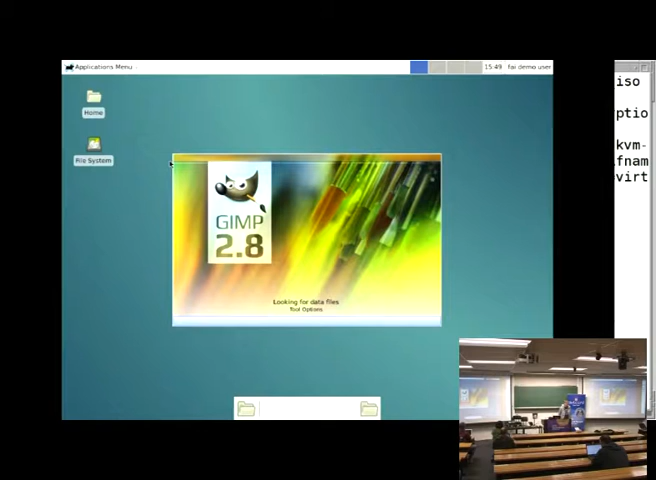 Applications Menu
15:49 fai demo user
iso
ptio
kvm-
.fnam
virt
Home
File System
GIMP
2.8
Looking for data files
Tool Options